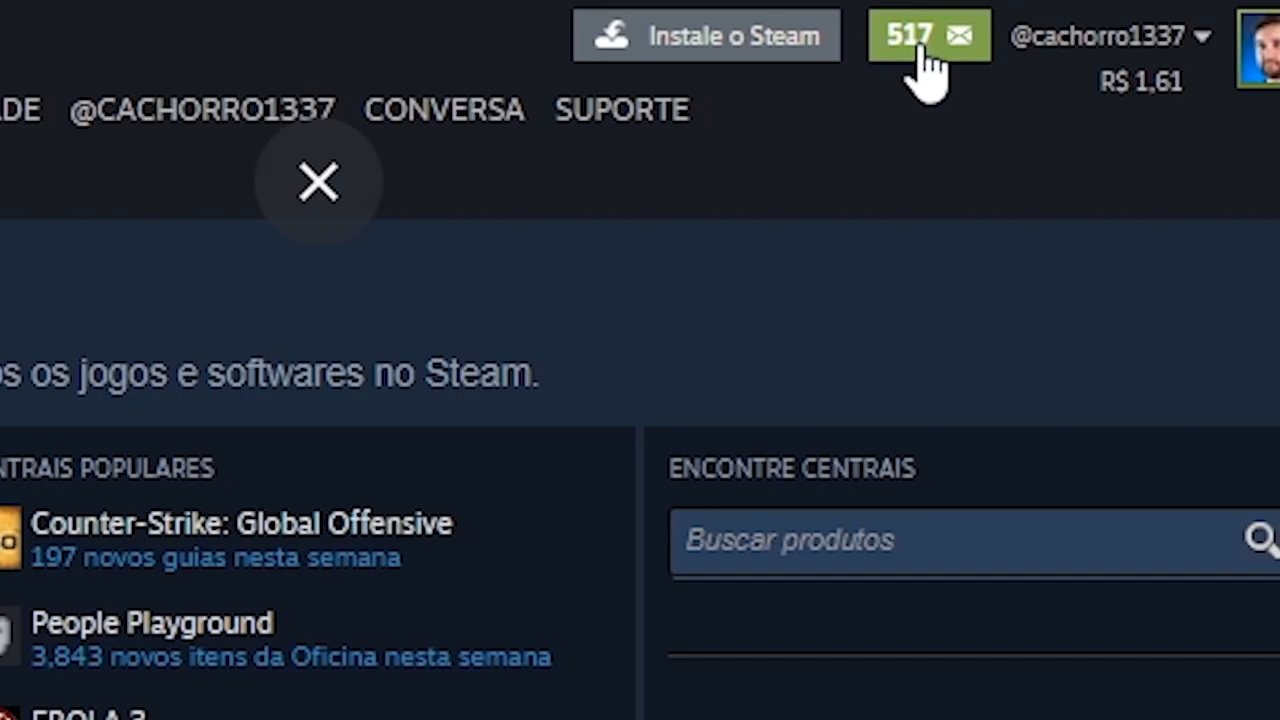 Instale o Steam
517
@cachorro1337
R$ 1,61
@CACHORRO1337 CONVERSA SUPORTE
os jogos e softwares no Steam.
POPULARES
ENCONTRE CENTRAIS
Counter-Strike: Global Offensive
197 novos guias nesta semana
Buscar produtos
People Playground
3,843 novos itens da Oficina nesta semana